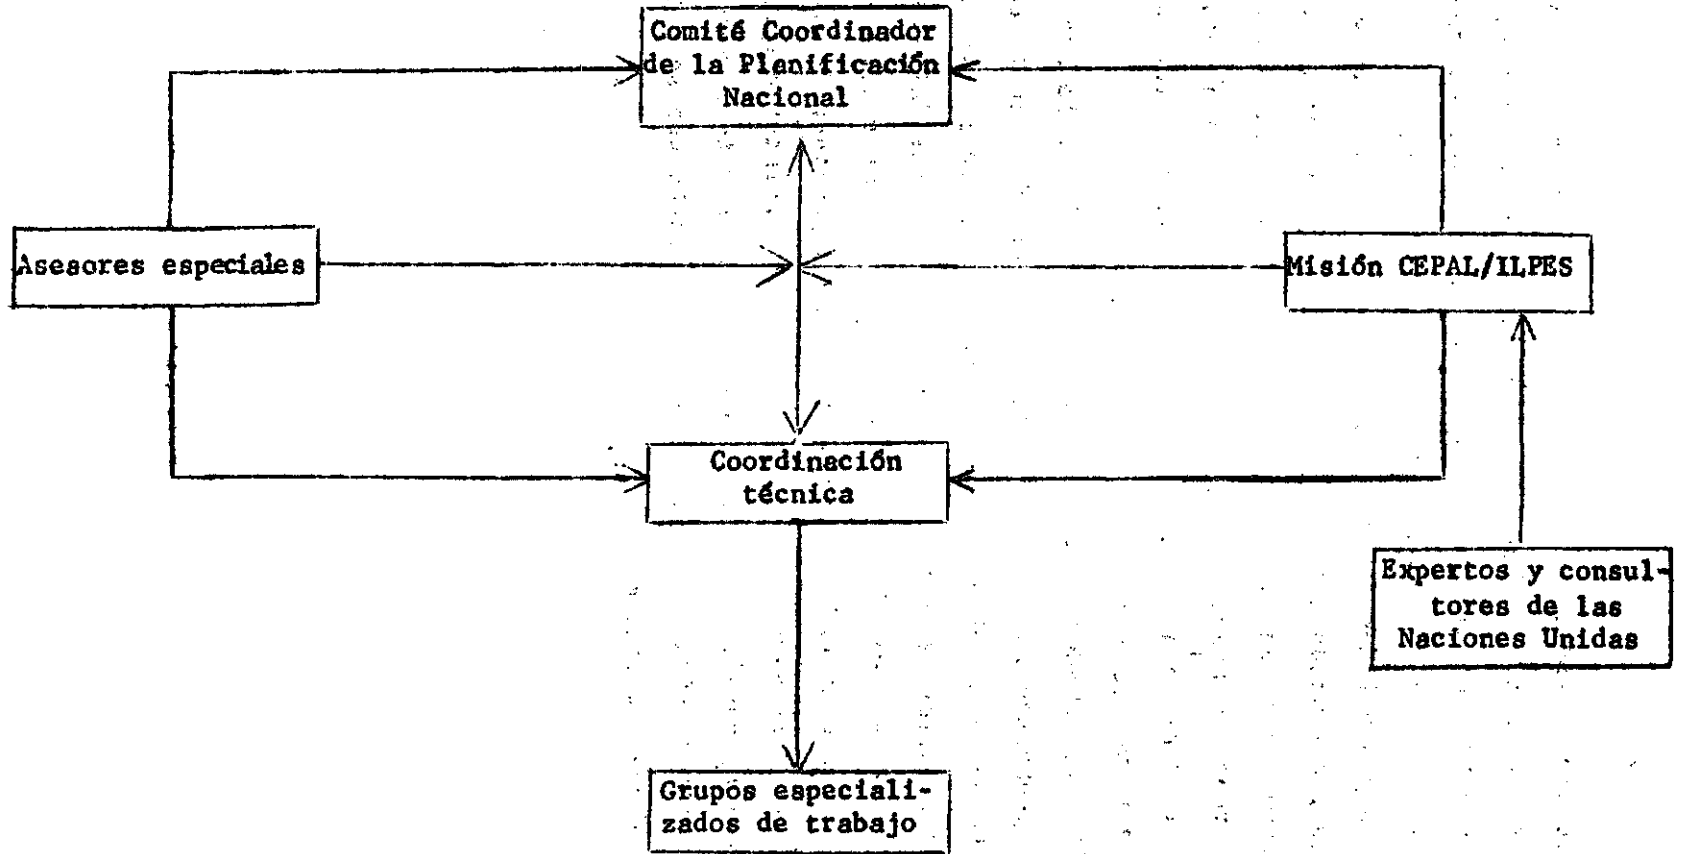 Comité Coordinador
de la Planificación
Nacional
Asesores especiales
Misión CEPAL/ILPES
Coordinación
técnica
Expertos y consul-
tores de las
Naciones Unidas
Grupos especiali-
zados de trabajo